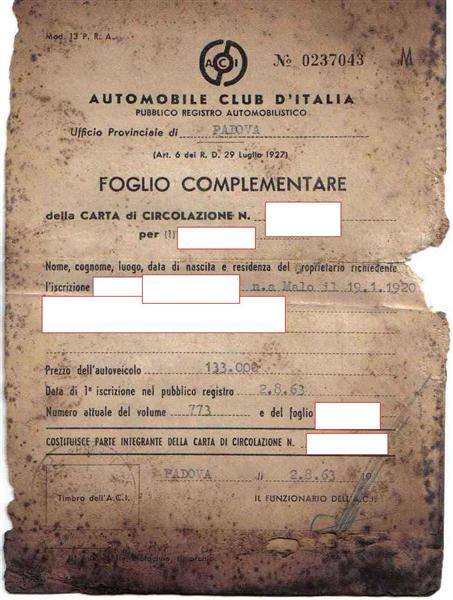 Mod. 13 P. R. A.
ACI
Nº 0237043
M
AUTOMOBILE CLUB D'ITALIA
PUBBLICO REGISTRO AUTOMOBILISTICO
Ufficio Provinciale di PADOVA
(Art. 6 del R. D. 29 Luglio 1927)
FOGLIO COMPLEMENTARE
della CARTA di CIRCOLAZIONE N.
per (1)
Nome, cognome, luogo, data di nascita e residenza del proprietario richiedente
l'iscrizione n.a Malo il 19.1.1920
Prezzo dell'autoveicolo 133.000
Data di 1ª iscrizione nel pubblico registro 2.8.63
Numero attuale del volume 773 e del foglio
COSTITUISCE PARTE INTEGRANTE DELLA CARTA DI CIRCOLAZIONE N.
PADOVA li 2.8.63 19
Timbro dell'A.C.I. IL FUNZIONARIO DELL'A.C.I.